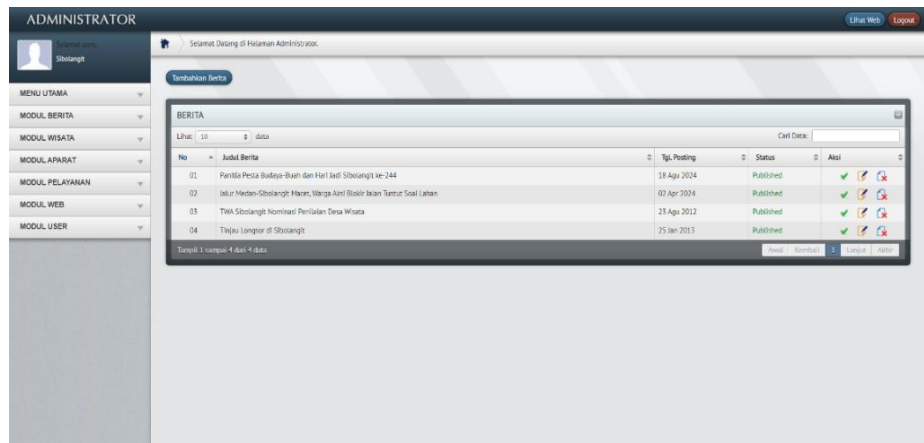 ADMINISTRATOR
Lihat Web Logout
Selamat Datang di Halaman Administrator.
Sibolangit
Tambahkan Berita
MENU UTAMA
MODUL BERITA
MODUL WISATA
MODUL APARAT
MODUL PELAYANAN
MODUL WEB
MODUL USER
BERITA
Lihat 10 data Cari Data:
No Judul Berita Tgl. Posting Status Aksi
01 Panitia Pesta Budaya-Buah dan Hari Jadi Sibolangit ke-244 18 Agu 2024 Published
02 Jalur Medan-Sibolangit Macet, Warga Aksi Blokir Jalan Tuntut Soal Lahan 02 Apr 2024 Published
03 TWA Sibolangit Nominasi Penilaian Desa Wisata 23 Agu 2012 Published
04 Tinjau Longsor di Sibolangit 25 Jan 2013 Published
Tampil 1 sampai 4 dari 4 data Awal Kembali 1 Lanjut Akhir